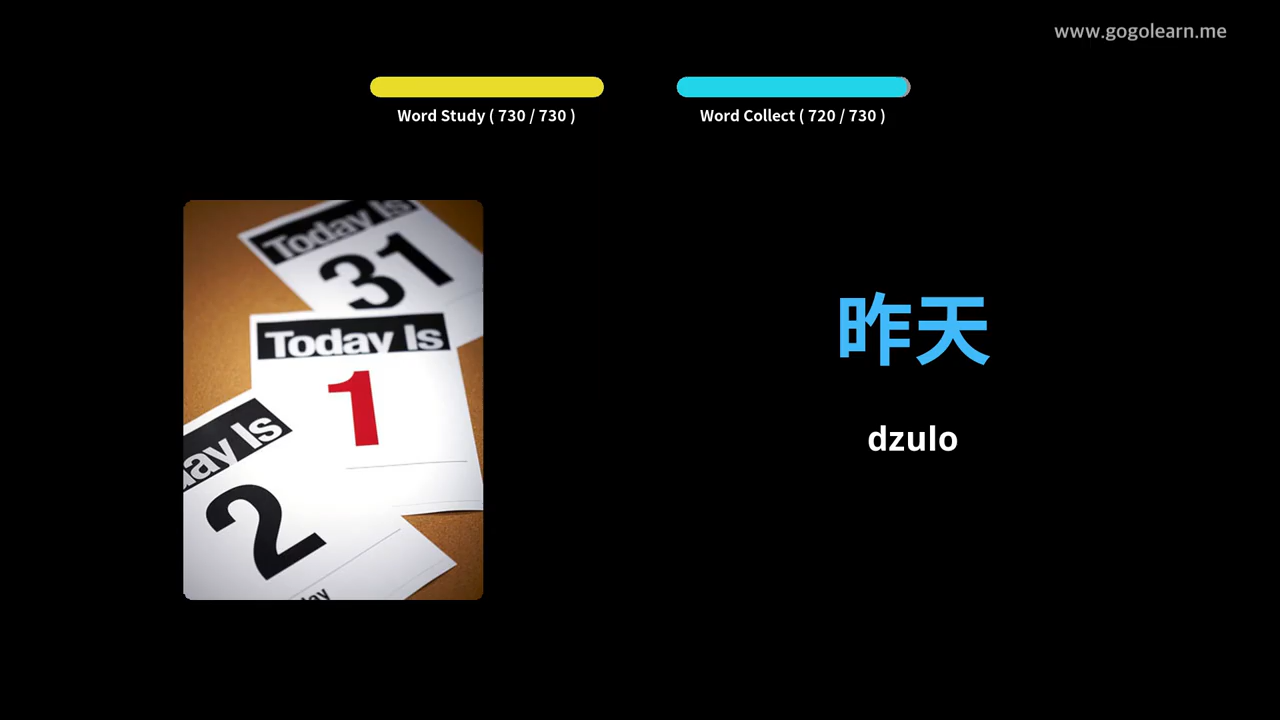 www.gogolearn.me
Word Study ( 730 / 730 )
Word Collect ( 720 / 730 )
Today Is
31
Today Is
1
ay Is
2
昨天
dzulo